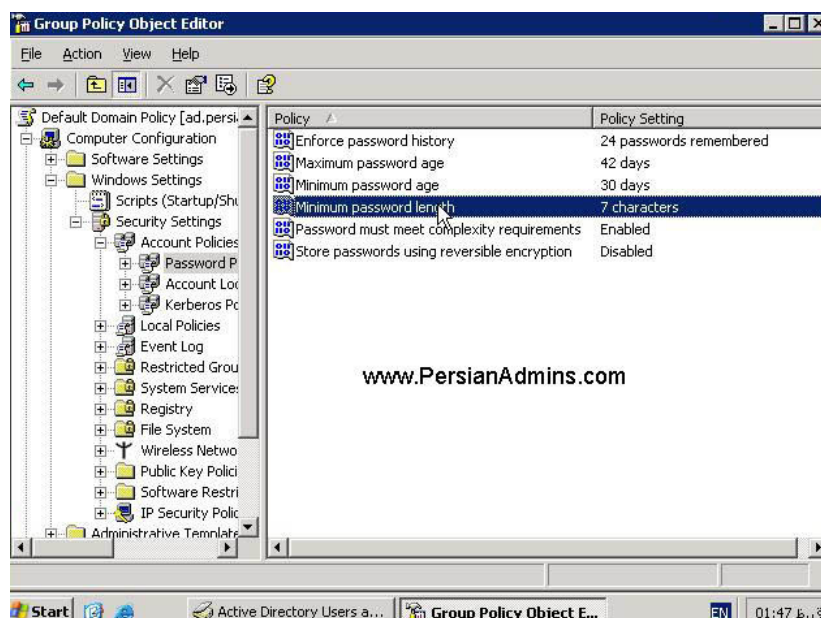 Group Policy Object Editor
File Action View Help
Default Domain Policy [ad.persi
Computer Configuration
Software Settings
Windows Settings
Scripts (Startup/Shu
Security Settings
Account Policies
Password P
Account Loc
Kerberos Po
Local Policies
Event Log
Restricted Grou
System Service
Registry
File System
Wireless Netwo
Public Key Polici
Software Restri
IP Security Polic
Administrative Template
Policy Policy Setting
Enforce password history 24 passwords remembered
Maximum password age 42 days
Minimum password age 30 days
Minimum password length 7 characters
Password must meet complexity requirements Enabled
Store passwords using reversible encryption Disabled
www.PersianAdmins.com
Start Active Directory Users a... Group Policy Object E... EN 01:47